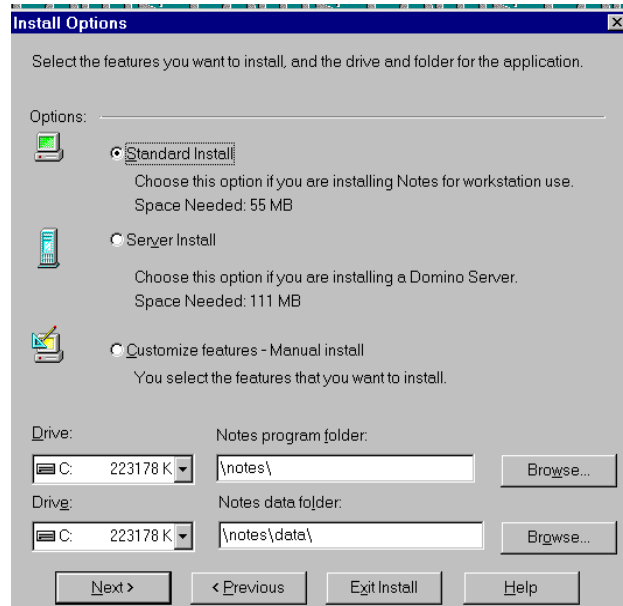 Install Options
Select the features you want to install, and the drive and folder for the application.
Options:
Standard Install
Choose this option if you are installing Notes for workstation use.
Space Needed: 55 MB
Server Install
Choose this option if you are installing a Domino Server.
Space Needed: 111 MB
Customize features - Manual install
You select the features that you want to install.
Drive: Notes program folder:
C: 223178 K \notes\ Browse...
Drive: Notes data folder:
C: 223178 K \notes\data\ Browse...
Next > < Previous Exit Install Help